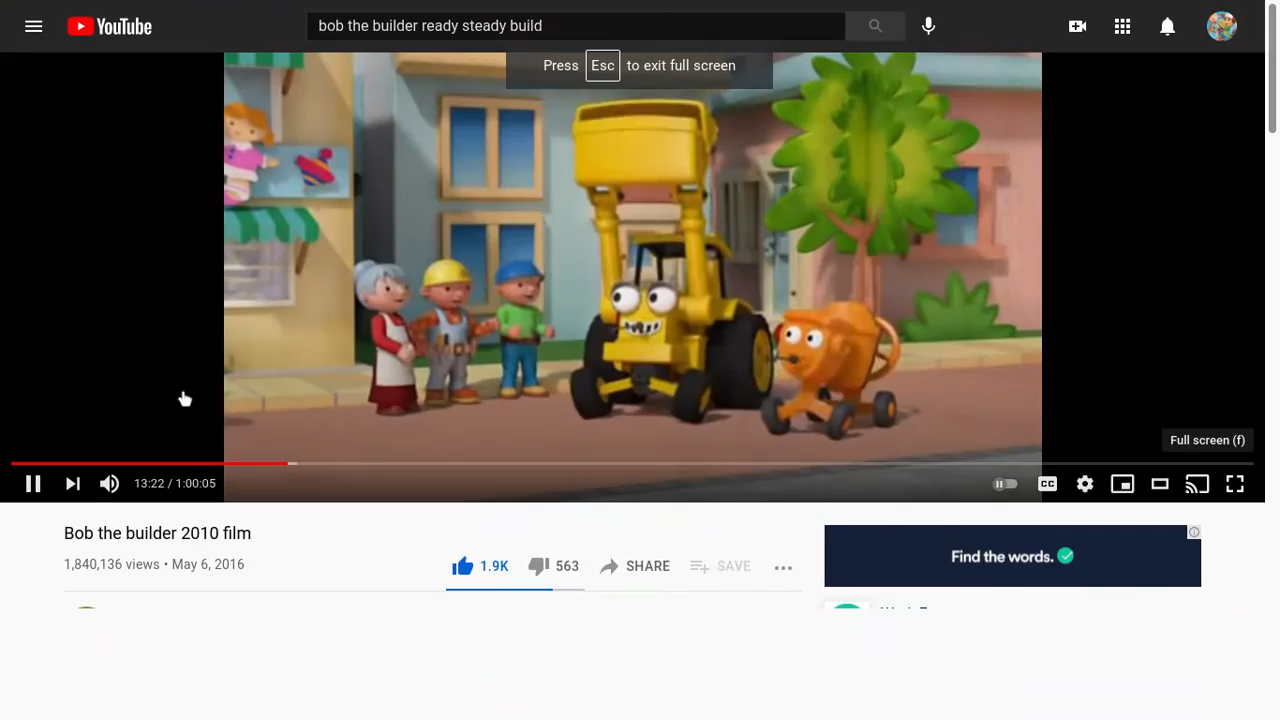 YouTube
bob the builder ready steady build
Press Esc to exit full screen
Full screen (f)
13:22 / 1:00:05
CC
Bob the builder 2010 film
1,840,136 views • May 6, 2016
1.9K
563
SHARE
SAVE
Find the words.